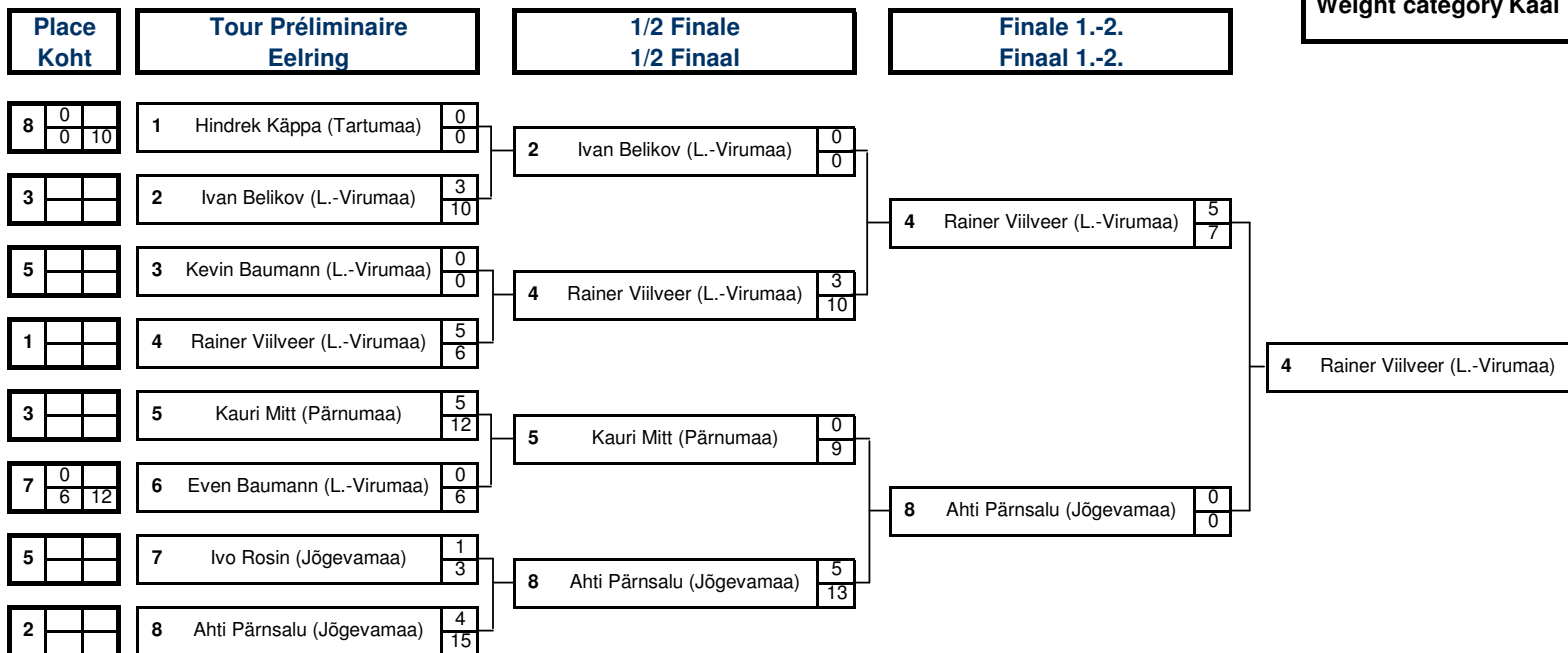 Weight category Kaal
Place Tour Préliminaire 1/2 Finale Finale 1.-2.
Koht Eelring 1/2 Finaal Finaal 1.-2.
8 0 0 10 1 Hindrek Käppa (Tartumaa) 0 0
2 Ivan Belikov (L.-Virumaa) 0 0
3 2 Ivan Belikov (L.-Virumaa) 3 10
4 Rainer Viilveer (L.-Virumaa) 5 7
5 3 Kevin Baumann (L.-Virumaa) 0 0
4 Rainer Viilveer (L.-Virumaa) 3 10
1 4 Rainer Viilveer (L.-Virumaa) 5 6
4 Rainer Viilveer (L.-Virumaa)
3 5 Kauri Mitt (Pärnumaa) 5 12
5 Kauri Mitt (Pärnumaa) 0 9
7 0 6 12 6 Even Baumann (L.-Virumaa) 0 6
8 Ahti Pärnsalu (Jõgevamaa) 0 0
5 7 Ivo Rosin (Jõgevamaa) 1 3
8 Ahti Pärnsalu (Jõgevamaa) 5 13
2 8 Ahti Pärnsalu (Jõgevamaa) 4 15